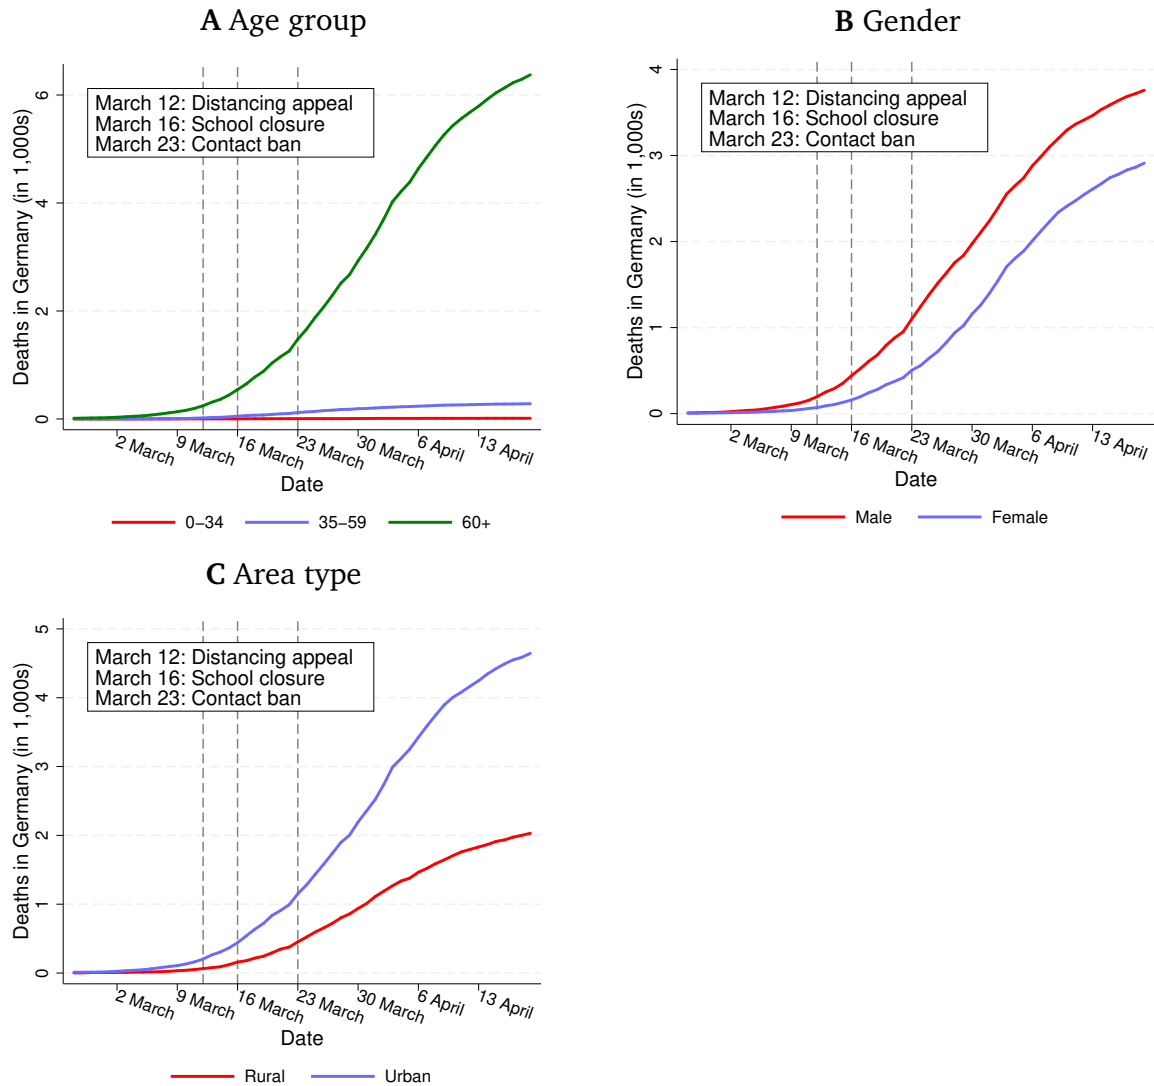 A Age group
Deaths in Germany (in 1,000s)
6
4
2
0
March 12: Distancing appeal
March 16: School closure
March 23: Contact ban
2 March
9 March
16 March
23 March
30 March
6 April
13 April
Date
0–34
35–59
60+
B Gender
Deaths in Germany (in 1,000s)
4
3
2
1
0
March 12: Distancing appeal
March 16: School closure
March 23: Contact ban
2 March
9 March
16 March
23 March
30 March
6 April
13 April
Date
Male
Female
C Area type
Deaths in Germany (in 1,000s)
5
4
3
2
1
0
March 12: Distancing appeal
March 16: School closure
March 23: Contact ban
2 March
9 March
16 March
23 March
30 March
6 April
13 April
Date
Rural
Urban